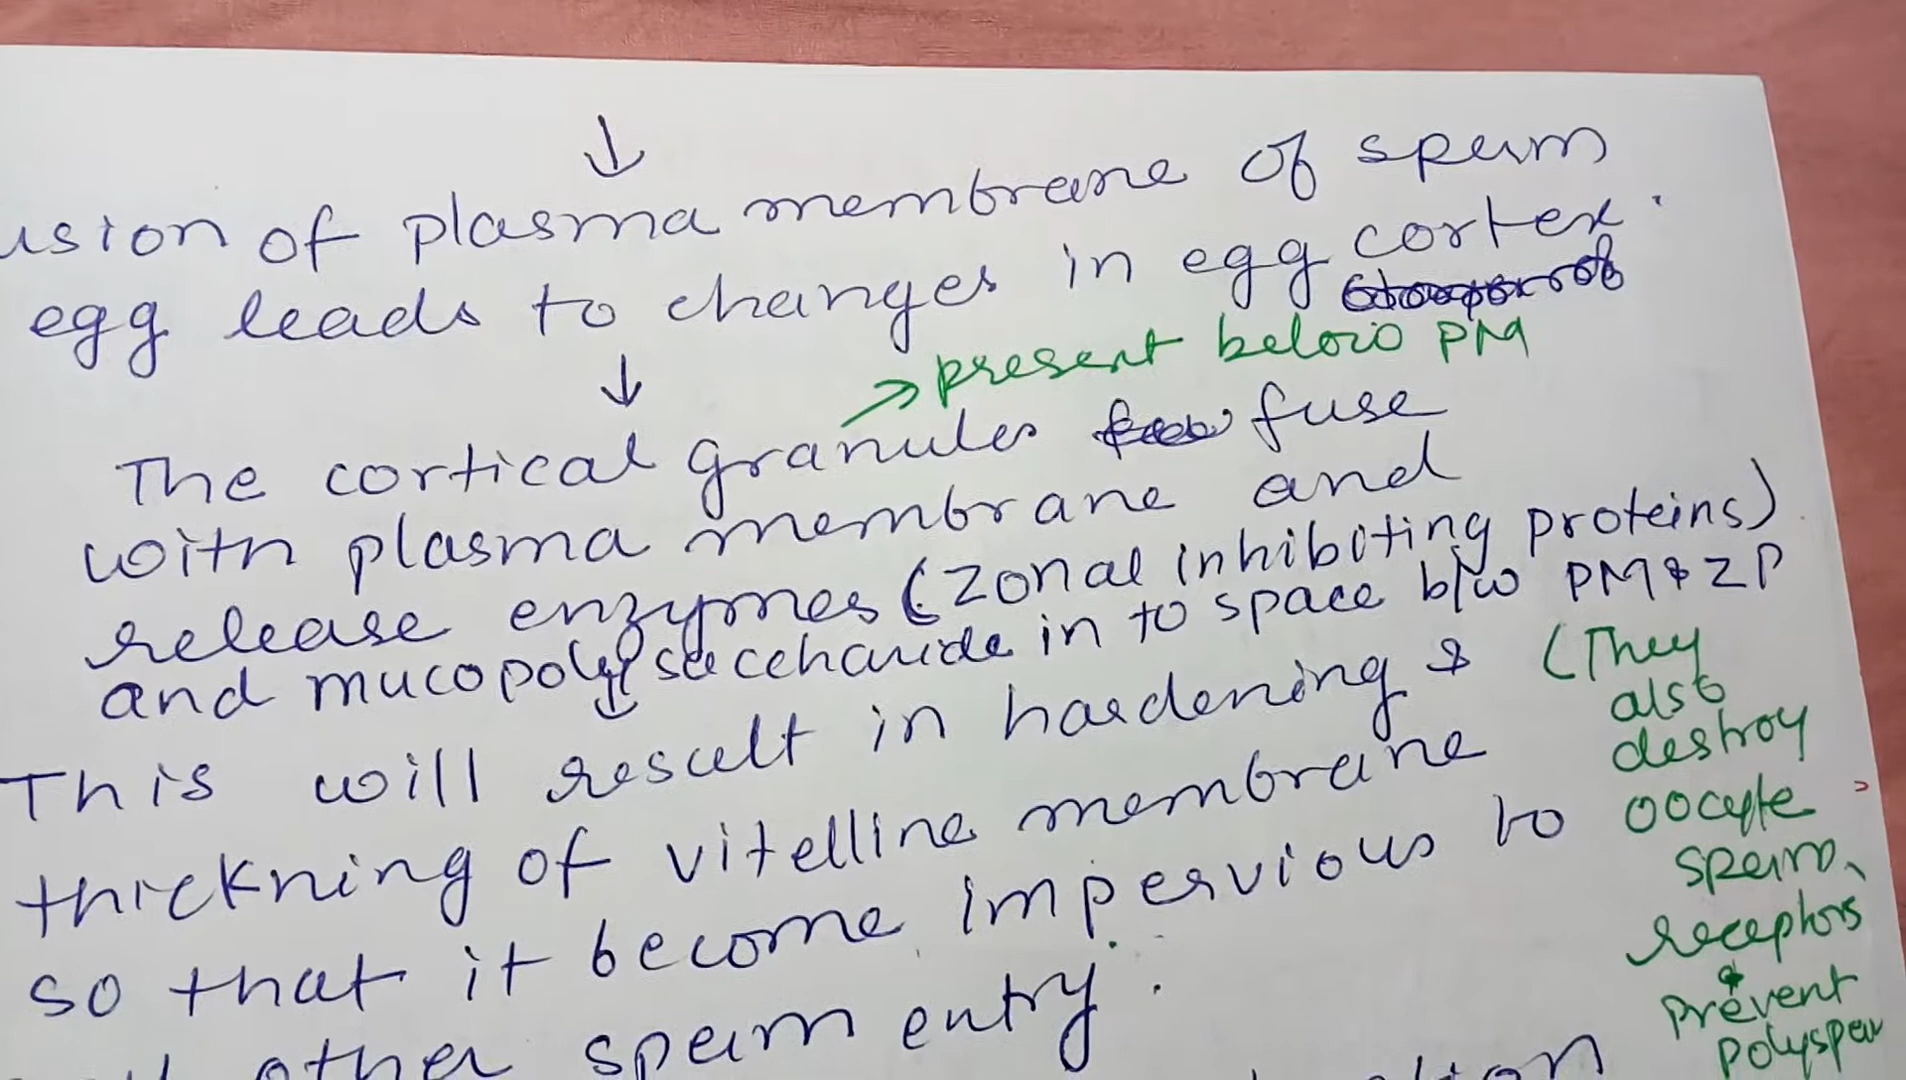 ↓
usion of plasma membrane of sperm
egg leads to changes in egg cortex.
↓
→ present below PM
The cortical granules fuse
with plasma membrane and
release enzymes (zonal inhibiting proteins)
and mucopolysaccharide in to space b/w PM & ZP
↓
This will result in hardening &
thickning of vitelline membrane
so that it become impervious to
other sperm entry.
(They
also
destroy
oocyte
sperm
receptors
&
prevent
polysper